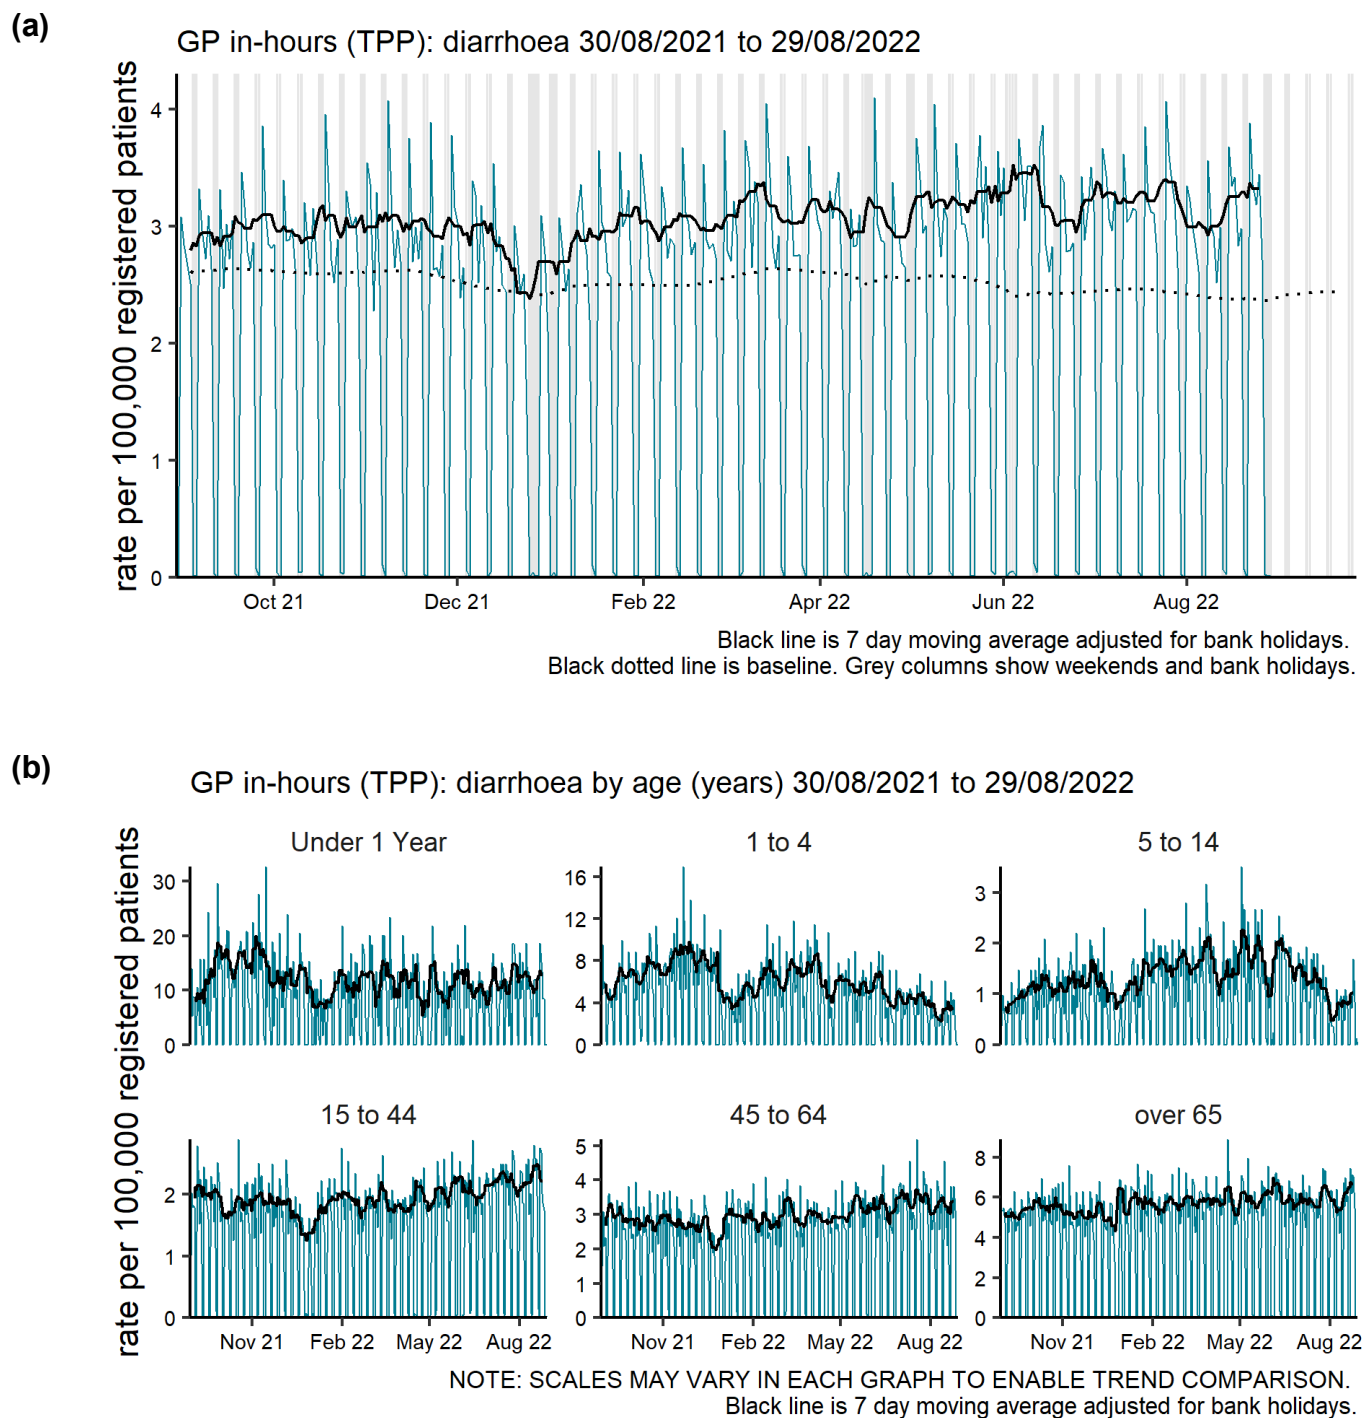 (a)
GP in-hours (TPP): diarrhoea 30/08/2021 to 29/08/2022
rate per 100,000 registered patients
4
3
2
1
0
Oct 21 Dec 21 Feb 22 Apr 22 Jun 22 Aug 22
Black line is 7 day moving average adjusted for bank holidays.
Black dotted line is baseline. Grey columns show weekends and bank holidays.
(b)
GP in-hours (TPP): diarrhoea by age (years) 30/08/2021 to 29/08/2022
rate per 100,000 registered patients
Under 1 Year
30
20
10
0
1 to 4
16
12
8
4
0
5 to 14
3
2
1
0
15 to 44
2
1
0
Nov 21 Feb 22 May 22 Aug 22
45 to 64
5
4
3
2
1
0
Nov 21 Feb 22 May 22 Aug 22
over 65
8
6
4
2
0
Nov 21 Feb 22 May 22 Aug 22
NOTE: SCALES MAY VARY IN EACH GRAPH TO ENABLE TREND COMPARISON.
Black line is 7 day moving average adjusted for bank holidays.